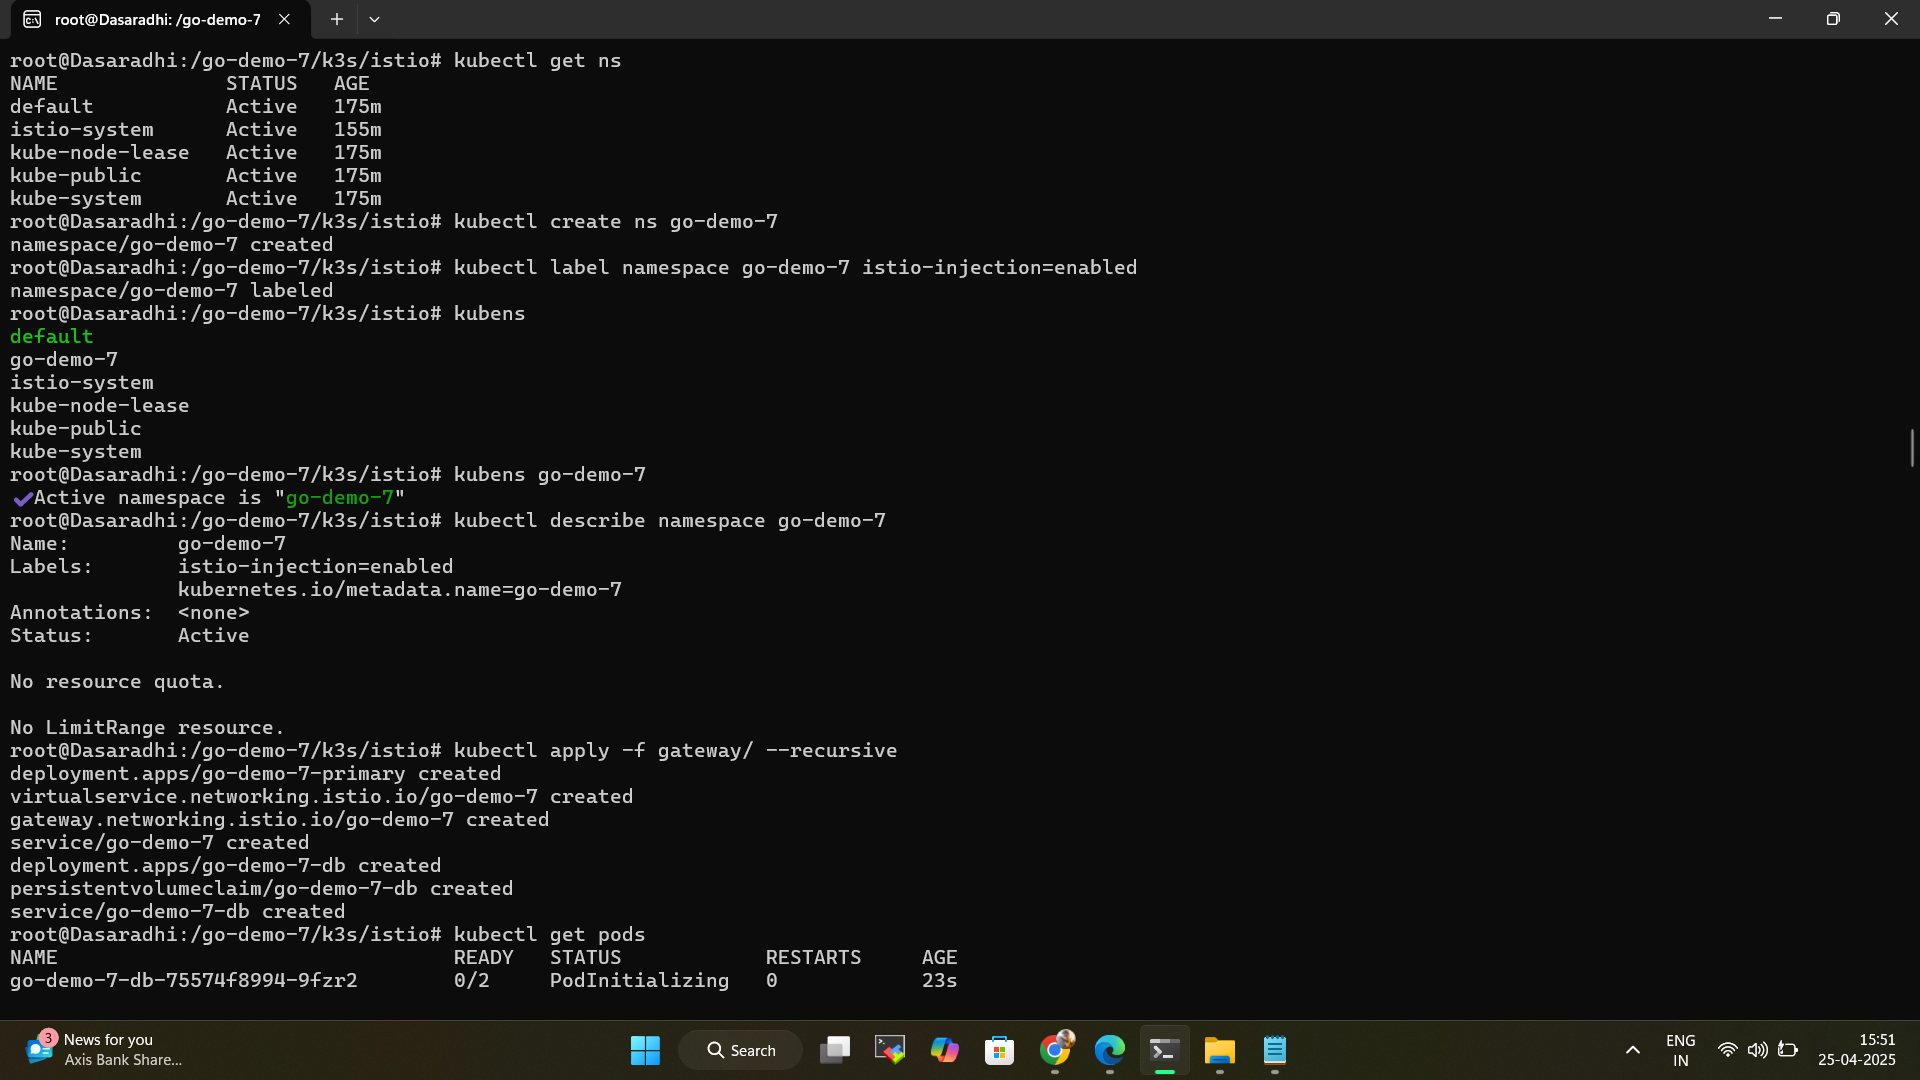 root@Dasaradhi: /go-demo-7
root@Dasaradhi:/go-demo-7/k3s/istio# kubectl get ns
NAME STATUS AGE
default Active 175m
istio-system Active 155m
kube-node-lease Active 175m
kube-public Active 175m
kube-system Active 175m
root@Dasaradhi:/go-demo-7/k3s/istio# kubectl create ns go-demo-7
namespace/go-demo-7 created
root@Dasaradhi:/go-demo-7/k3s/istio# kubectl label namespace go-demo-7 istio-injection=enabled
namespace/go-demo-7 labeled
root@Dasaradhi:/go-demo-7/k3s/istio# kubens
default
go-demo-7
istio-system
kube-node-lease
kube-public
kube-system
root@Dasaradhi:/go-demo-7/k3s/istio# kubens go-demo-7
✔Active namespace is "go-demo-7"
root@Dasaradhi:/go-demo-7/k3s/istio# kubectl describe namespace go-demo-7
Name: go-demo-7
Labels: istio-injection=enabled
kubernetes.io/metadata.name=go-demo-7
Annotations: <none>
Status: Active
No resource quota.
No LimitRange resource.
root@Dasaradhi:/go-demo-7/k3s/istio# kubectl apply -f gateway/ --recursive
deployment.apps/go-demo-7-primary created
virtualservice.networking.istio.io/go-demo-7 created
gateway.networking.istio.io/go-demo-7 created
service/go-demo-7 created
deployment.apps/go-demo-7-db created
persistentvolumeclaim/go-demo-7-db created
service/go-demo-7-db created
root@Dasaradhi:/go-demo-7/k3s/istio# kubectl get pods
NAME READY STATUS RESTARTS AGE
go-demo-7-db-75574f8994-9fzr2 0/2 PodInitializing 0 23s
3
News for you
Axis Bank Share...
Search
ENG
IN
15:51
25-04-2025